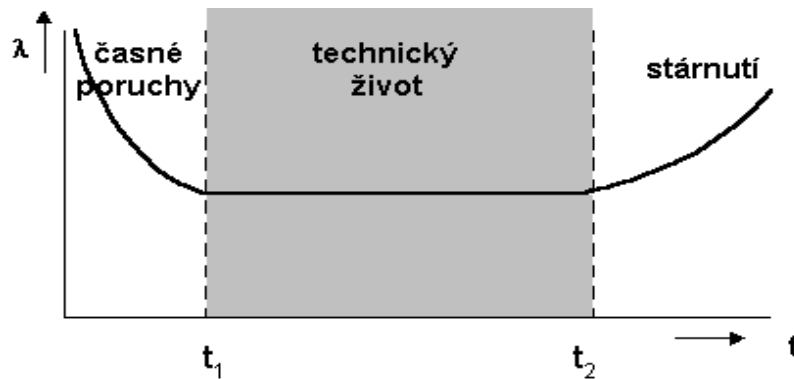 λ
časné
poruchy
technický
život
stárnutí
t₁
t₂
t